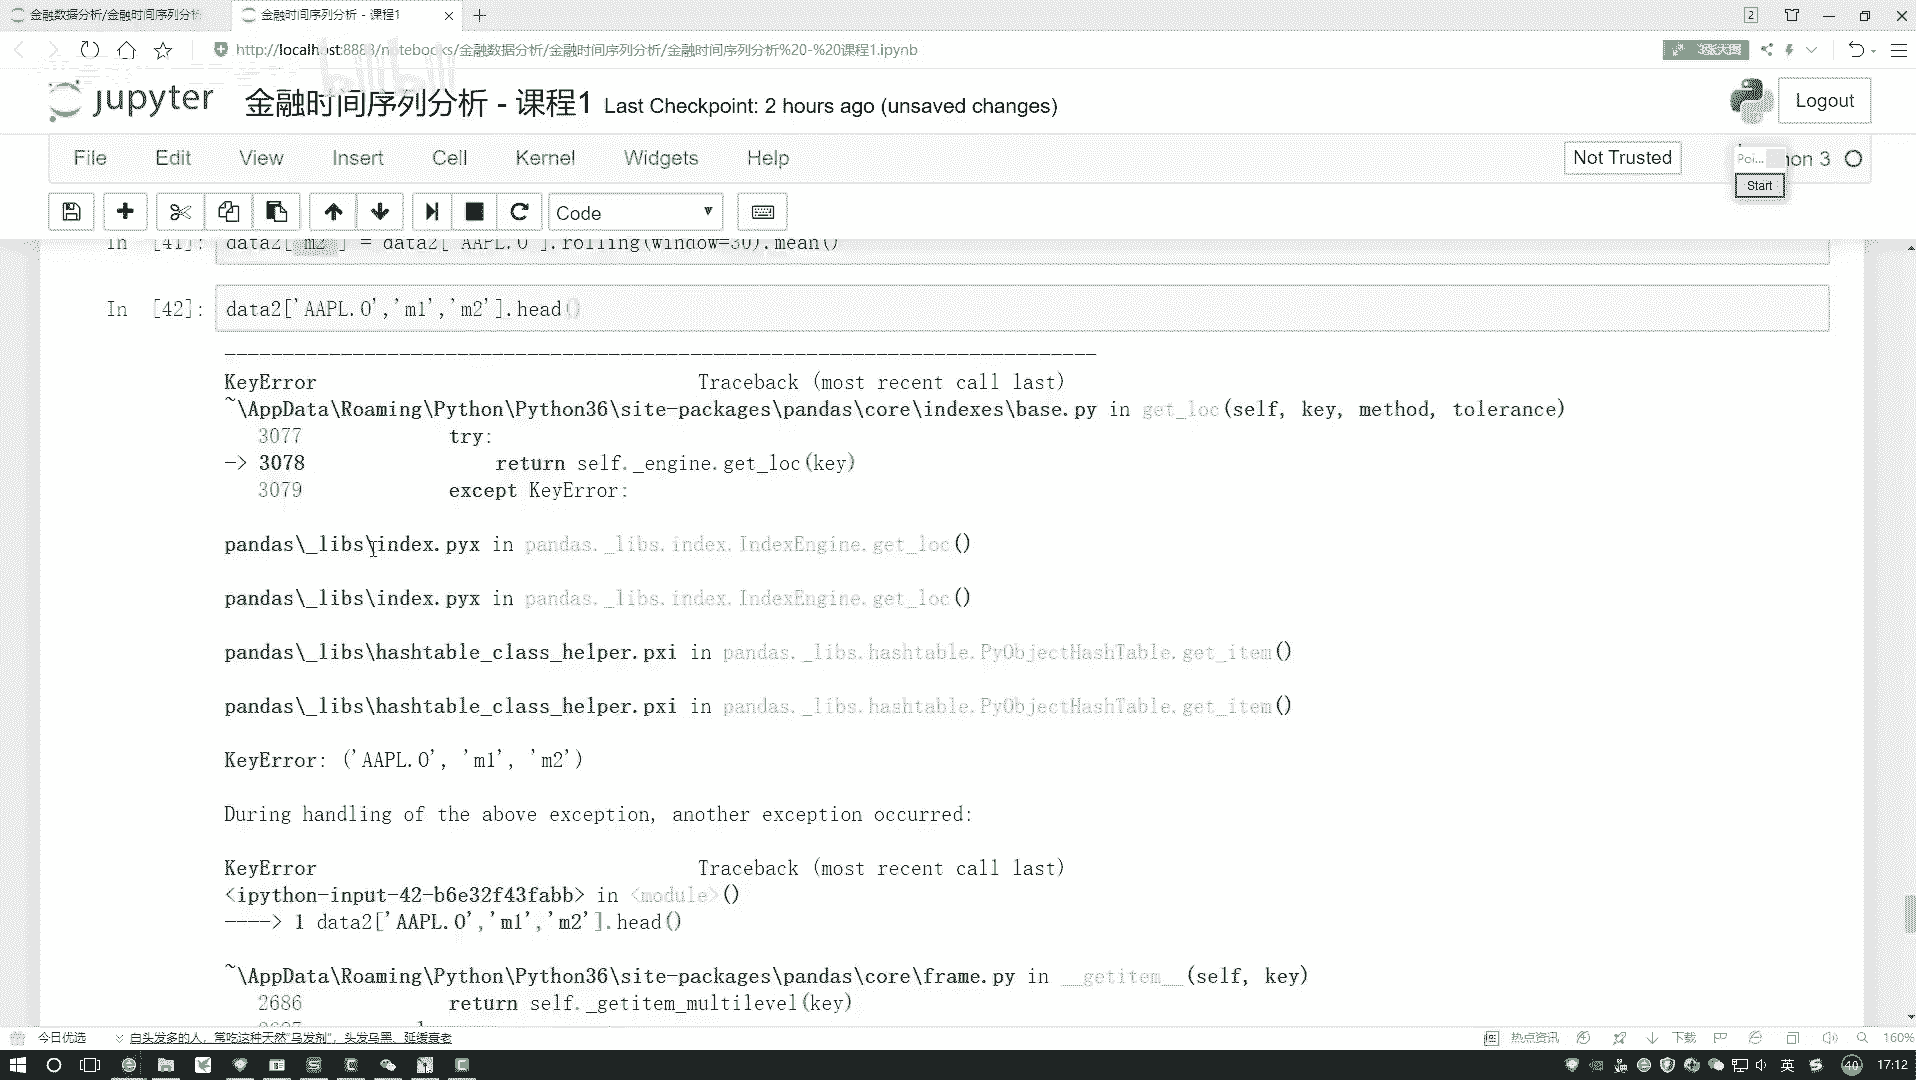 金融数据分析/金融时间序列分析
金融时间序列分析 - 课程1
2
http://localhost:8888/notebooks/金融数据分析/金融时间序列分析/金融时间序列分析%20-%20课程1.ipynb
bilibili
jupyter
金融时间序列分析 - 课程1 Last Checkpoint: 2 hours ago (unsaved changes)
Logout
File Edit View Insert Cell Kernel Widgets Help
Not Trusted
Poi...
hon 3
Start
Code
In [41]: data2['m2'] = data2['AAPL.O'].rolling(window=30).mean()
In [42]: data2['AAPL.O','m1','m2'].head()
---------------------------------------------------------------------------
KeyError Traceback (most recent call last)
~\AppData\Roaming\Python\Python36\site-packages\pandas\core\indexes\base.py in get_loc(self, key, method, tolerance)
3077 try:
-> 3078 return self._engine.get_loc(key)
3079 except KeyError:
pandas\_libs\index.pyx in pandas._libs.index.IndexEngine.get_loc()
pandas\_libs\index.pyx in pandas._libs.index.IndexEngine.get_loc()
pandas\_libs\hashtable_class_helper.pxi in pandas._libs.hashtable.PyObjectHashTable.get_item()
pandas\_libs\hashtable_class_helper.pxi in pandas._libs.hashtable.PyObjectHashTable.get_item()
KeyError: ('AAPL.O', 'm1', 'm2')
During handling of the above exception, another exception occurred:
KeyError Traceback (most recent call last)
<ipython-input-42-b6e32f43fabb> in <module>()
----> 1 data2['AAPL.O','m1','m2'].head()
~\AppData\Roaming\Python\Python36\site-packages\pandas\core\frame.py in __getitem__(self, key)
2686 return self._getitem_multilevel(key)
今日优选
白头发多的人，常吃这种天然"乌发剂"，头发乌黑、延缓衰老
热点资讯
下载
160%
英
40
17:12